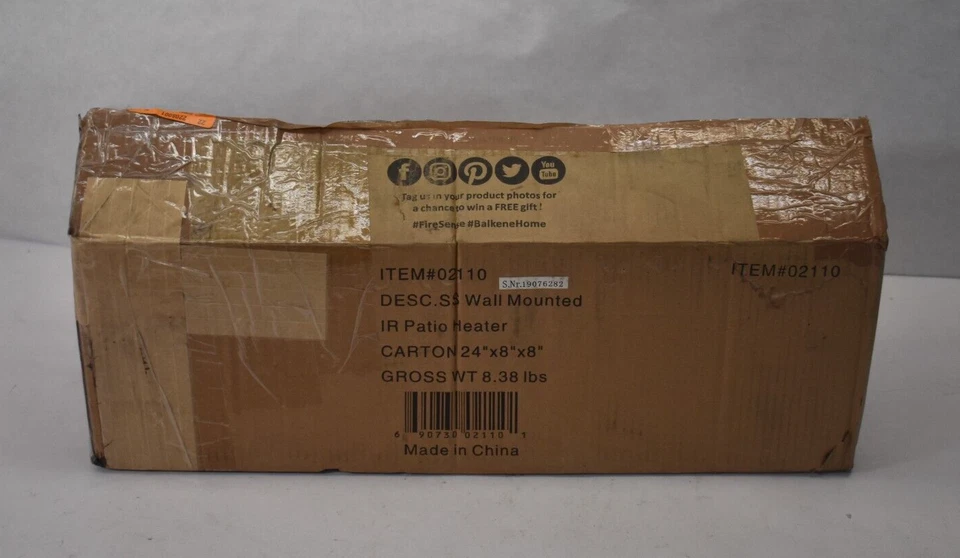 You
Tube
Tag us in your product photos for
a chance to win a FREE gift!
#FireSense #BalkeneHome
ITEM#02110
S.Nr.19076282
ITEM#02110
DESC.SS Wall Mounted
IR Patio Heater
CARTON 24"x8"x8"
GROSS WT 8.38 lbs
6 90730 02110 1
Made in China